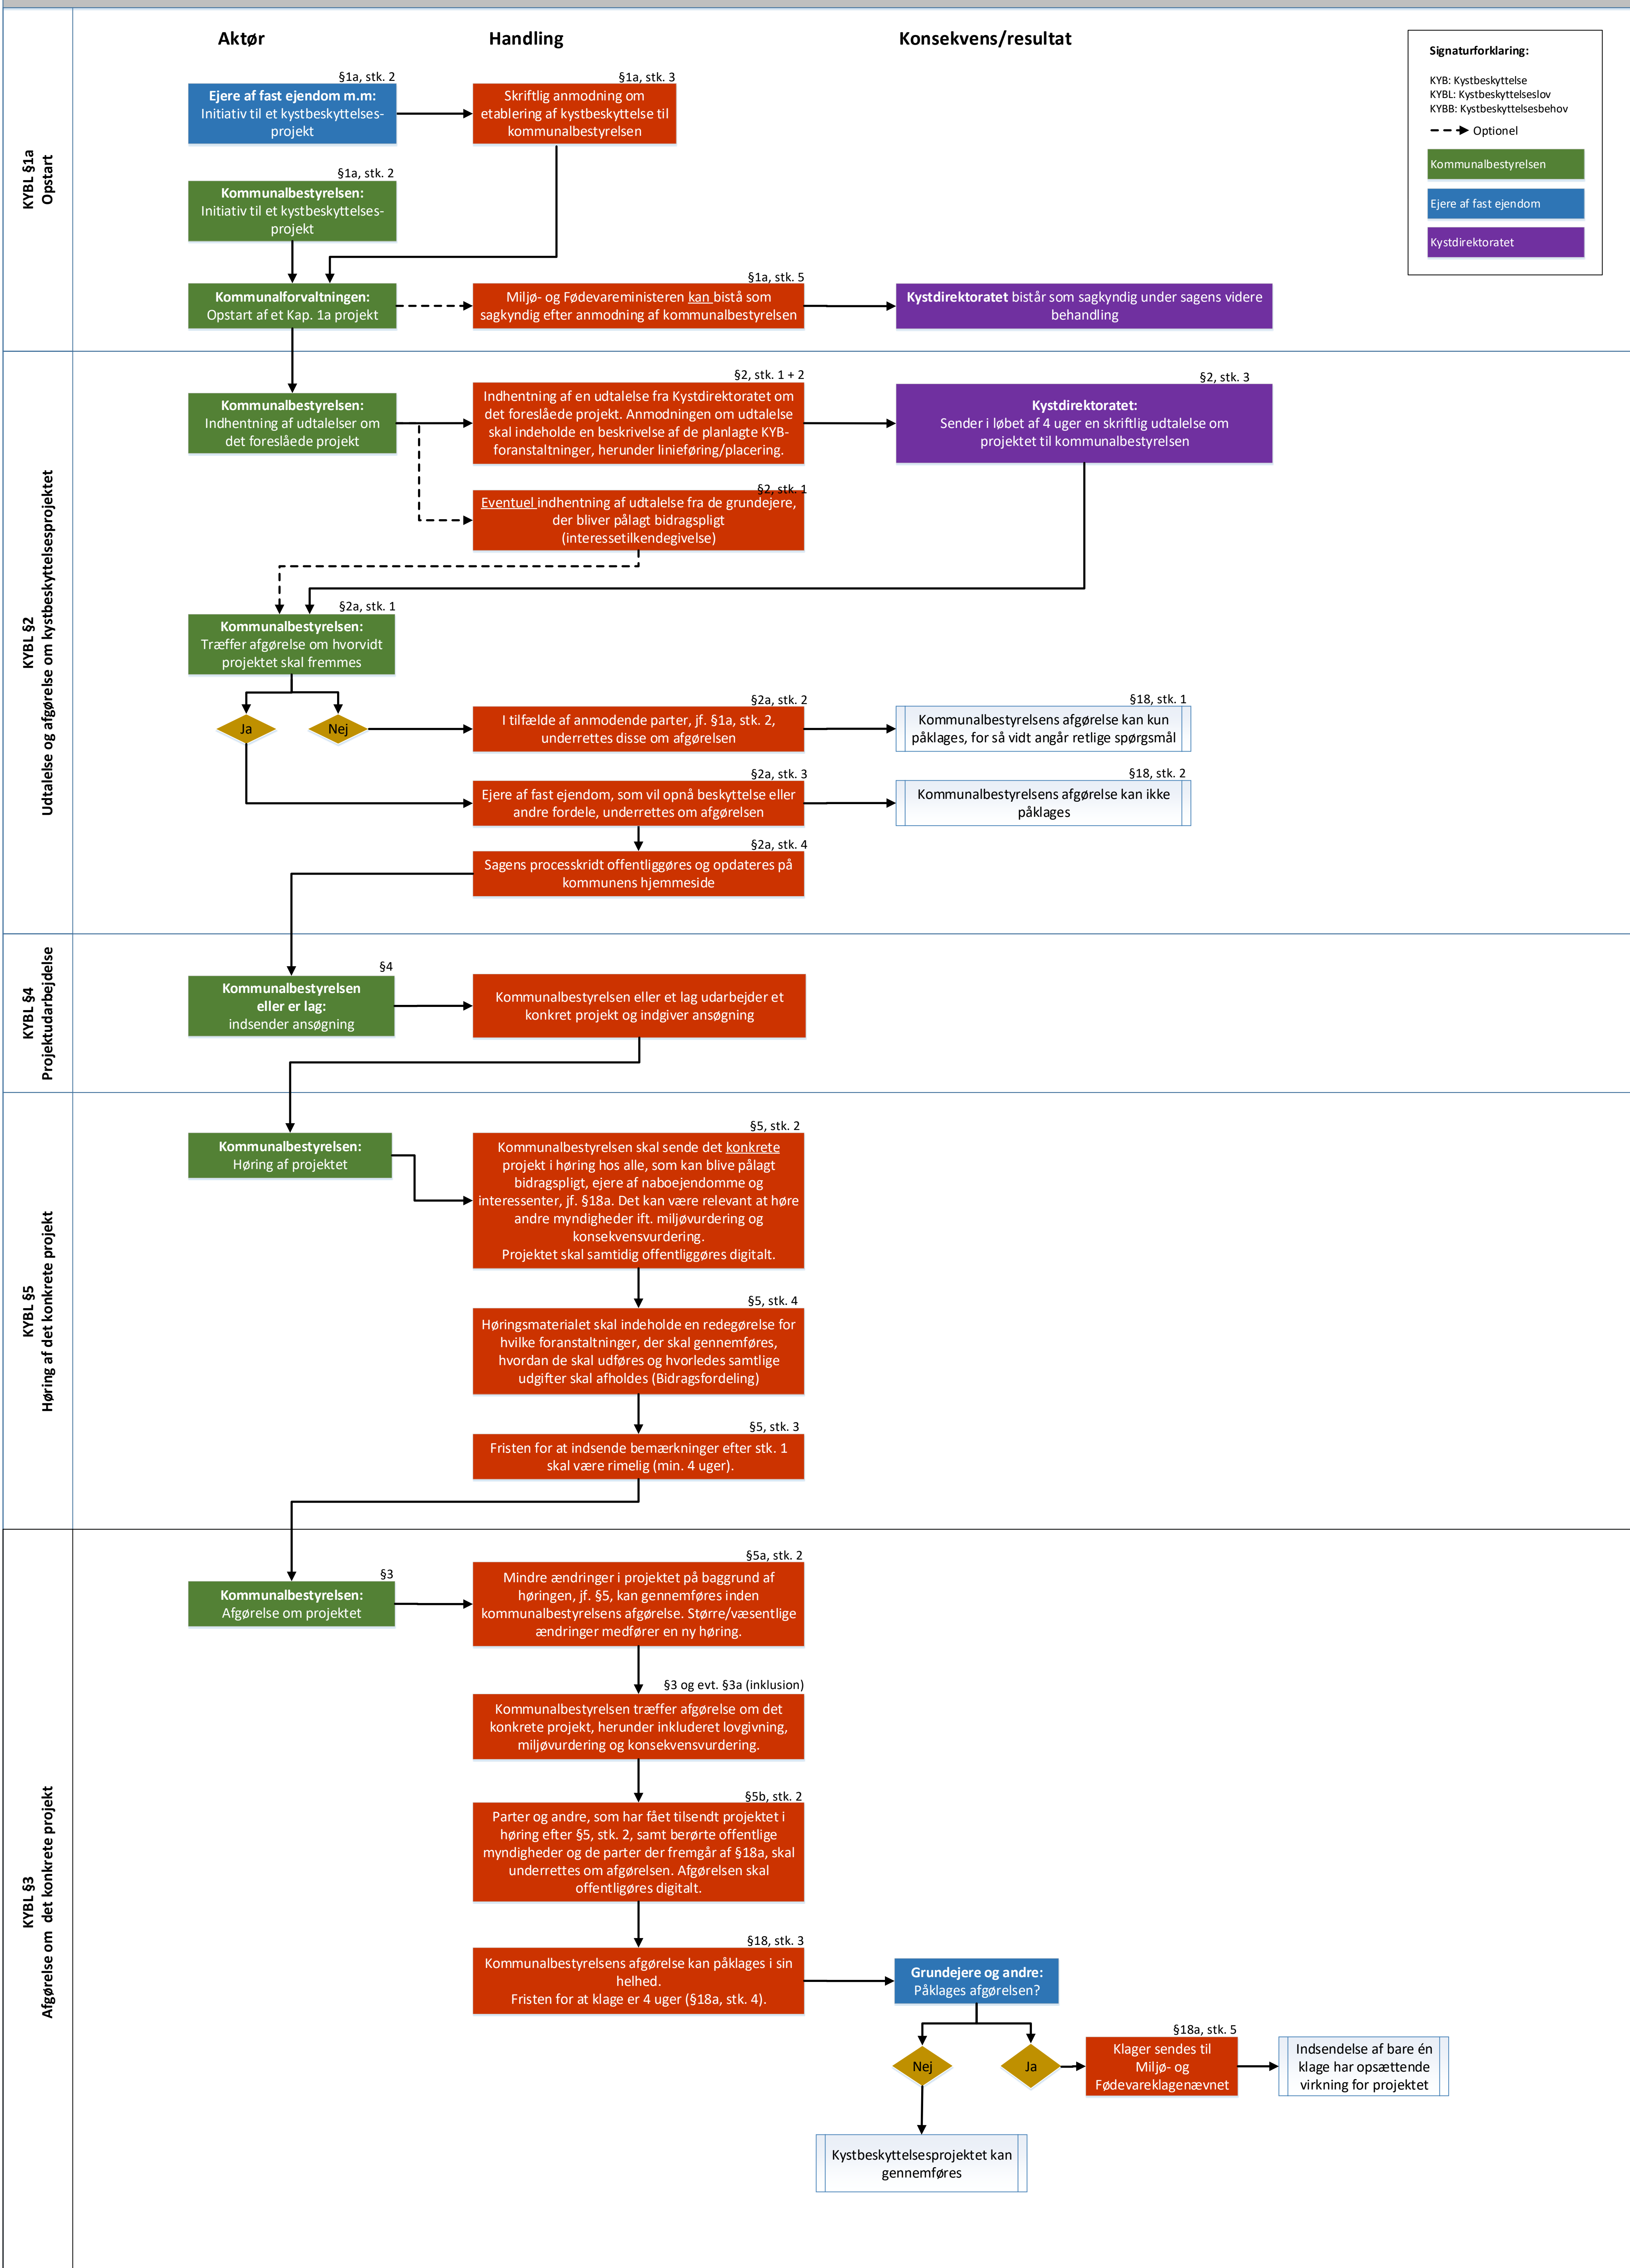 Aktør
Handling
Konsekvens/resultat
Signaturforklaring:
KYB: Kystbeskyttelse
KYBL: Kystbeskyttelseslov
KYBB: Kystbeskyttelsesbehov
Optionel
Kommunalbestyrelsen
Ejere af fast ejendom
Kystdirektoratet
KYBL §1a
Opstart
§1a, stk. 2
Ejere af fast ejendom m.m:
Initiativ til et kystbeskyttelses-
projekt
§1a, stk. 3
Skriftlig anmodning om
etablering af kystbeskyttelse til
kommunalbestyrelsen
§1a, stk. 2
Kommunalbestyrelsen:
Initiativ til et kystbeskyttelses-
projekt
Kommunalforvaltningen:
Opstart af et Kap. 1a projekt
§1a, stk. 5
Miljø- og Fødevareministeren kan bistå som
sagkyndig efter anmodning af kommunalbestyrelsen
Kystdirektoratet bistår som sagkyndig under sagens videre
behandling
KYBL §2
Udtalelse og afgørelse om kystbeskyttelsesprojektet
Kommunalbestyrelsen:
Indhentning af udtalelser om
det foreslåede projekt
§2, stk. 1 + 2
Indhentning af en udtalelse fra Kystdirektoratet om
det foreslåede projekt. Anmodningen om udtalelse
skal indeholde en beskrivelse af de planlagte KYB-
foranstaltninger, herunder linieføring/placering.
§2, stk. 3
Kystdirektoratet:
Sender i løbet af 4 uger en skriftlig udtalelse om
projektet til kommunalbestyrelsen
§2, stk. 1
Eventuel indhentning af udtalelse fra de grundejere,
der bliver pålagt bidragspligt
(interessetilkendegivelse)
§2a, stk. 1
Kommunalbestyrelsen:
Træffer afgørelse om hvorvidt
projektet skal fremmes
Ja
Nej
§2a, stk. 2
I tilfælde af anmodende parter, jf. §1a, stk. 2,
underrettes disse om afgørelsen
§18, stk. 1
Kommunalbestyrelsens afgørelse kan kun
påklages, for så vidt angår retlige spørgsmål
§2a, stk. 3
Ejere af fast ejendom, som vil opnå beskyttelse eller
andre fordele, underrettes om afgørelsen
§18, stk. 2
Kommunalbestyrelsens afgørelse kan ikke
påklages
§2a, stk. 4
Sagens processkridt offentliggøres og opdateres på
kommunens hjemmeside
KYBL §4
Projektudarbejdelse
§4
Kommunalbestyrelsen
eller er lag:
indsender ansøgning
Kommunalbestyrelsen eller et lag udarbejder et
konkret projekt og indgiver ansøgning
KYBL §5
Høring af det konkrete projekt
Kommunalbestyrelsen:
Høring af projektet
§5, stk. 2
Kommunalbestyrelsen skal sende det konkrete
projekt i høring hos alle, som kan blive pålagt
bidragspligt, ejere af naboejendomme og
interessenter, jf. §18a. Det kan være relevant at høre
andre myndigheder ift. miljøvurdering og
konsekvensvurdering.
Projektet skal samtidig offentliggøres digitalt.
§5, stk. 4
Høringsmaterialet skal indeholde en redegørelse for
hvilke foranstaltninger, der skal gennemføres,
hvordan de skal udføres og hvorledes samtlige
udgifter skal afholdes (Bidragsfordeling)
§5, stk. 3
Fristen for at indsende bemærkninger efter stk. 1
skal være rimelig (min. 4 uger).
KYBL §3
Afgørelse om  det konkrete projekt
§3
Kommunalbestyrelsen:
Afgørelse om projektet
§5a, stk. 2
Mindre ændringer i projektet på baggrund af
høringen, jf. §5, kan gennemføres inden
kommunalbestyrelsens afgørelse. Større/væsentlige
ændringer medfører en ny høring.
§3 og evt. §3a (inklusion)
Kommunalbestyrelsen træffer afgørelse om det
konkrete projekt, herunder inkluderet lovgivning,
miljøvurdering og konsekvensvurdering.
§5b, stk. 2
Parter og andre, som har fået tilsendt projektet i
høring efter §5, stk. 2, samt berørte offentlige
myndigheder og de parter der fremgår af §18a, skal
underrettes om afgørelsen. Afgørelsen skal
offentligøres digitalt.
§18, stk. 3
Kommunalbestyrelsens afgørelse kan påklages i sin
helhed.
Fristen for at klage er 4 uger (§18a, stk. 4).
Grundejere og andre:
Påklages afgørelsen?
Nej
Ja
§18a, stk. 5
Klager sendes til
Miljø- og
Fødevareklagenævnet
Indsendelse af bare én
klage har opsættende
virkning for projektet
Kystbeskyttelsesprojektet kan
gennemføres